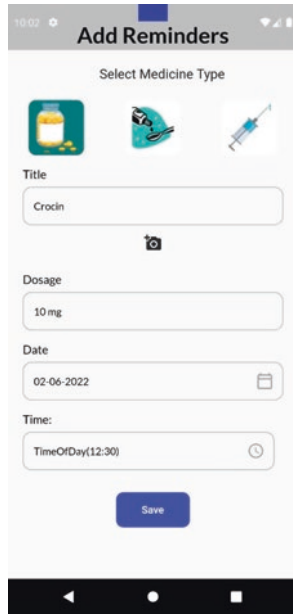 10:02
Add Reminders
Select Medicine Type
Title
Crocin
Dosage
10 mg
Date
02-06-2022
Time:
TimeOfDay(12:30)
Save